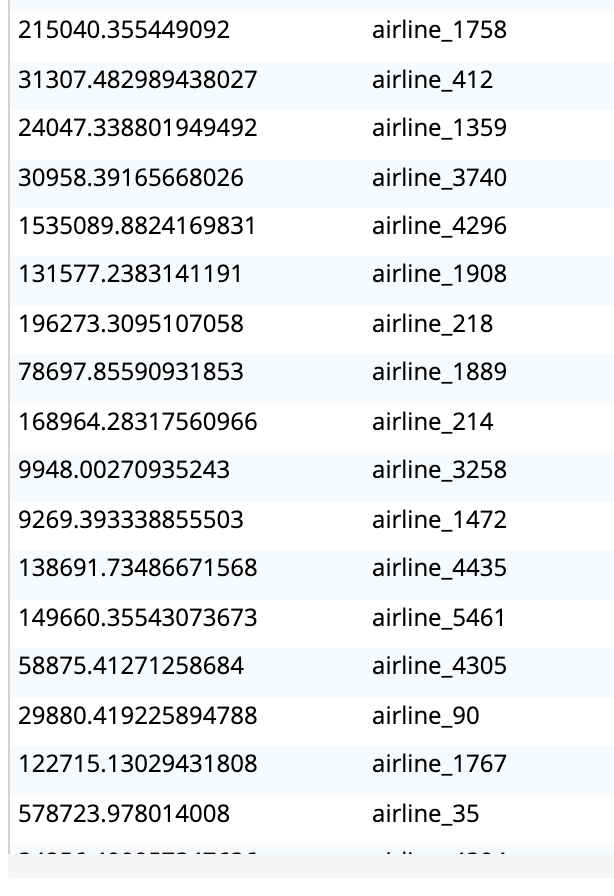 215040.355449092 airline_1758
31307.482989438027 airline_412
24047.338801949492 airline_1359
30958.39165668026 airline_3740
1535089.8824169831 airline_4296
131577.2383141191 airline_1908
196273.3095107058 airline_218
78697.85590931853 airline_1889
168964.28317560966 airline_214
9948.00270935243 airline_3258
9269.393338855503 airline_1472
138691.73486671568 airline_4435
149660.35543073673 airline_5461
58875.41271258684 airline_4305
29880.419225894788 airline_90
122715.13029431808 airline_1767
578723.978014008 airline_35